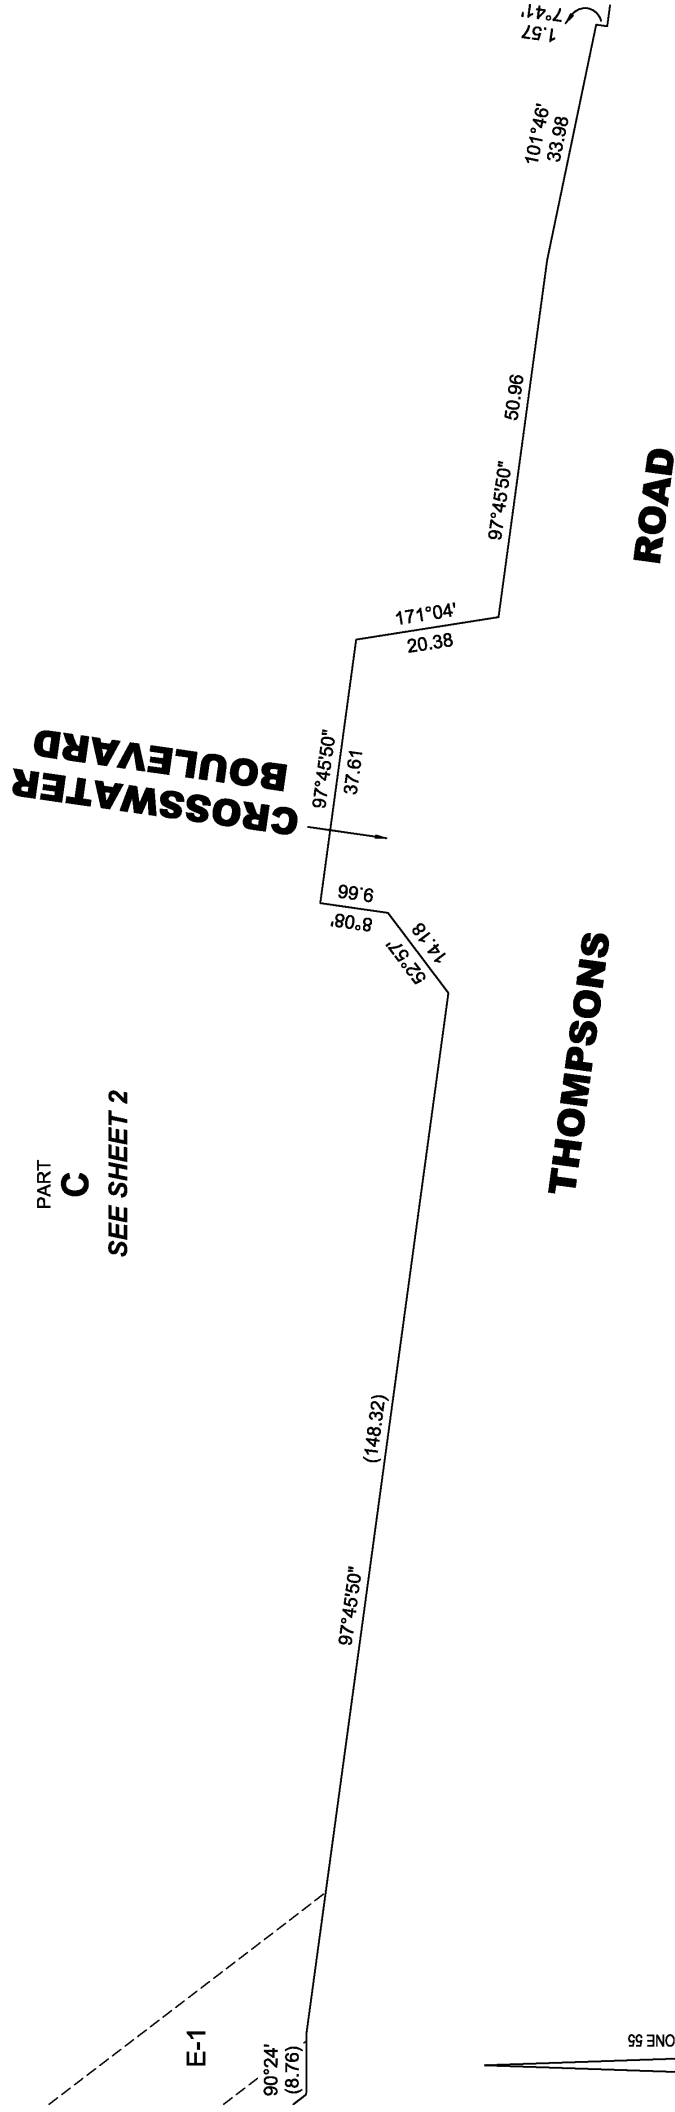 7°41'
1.57
101°46'
33.98
50.96
97°45'50"
ROAD
171°04'
20.38
CROSSWATER
BOULEVARD
97°45'50"
37.61
9.66
8°08'
14.18
52°57'
THOMPSONS
PART
C
SEE SHEET 2
(148.32)
97°45'50"
E-1
90°24'
(8.76)
55